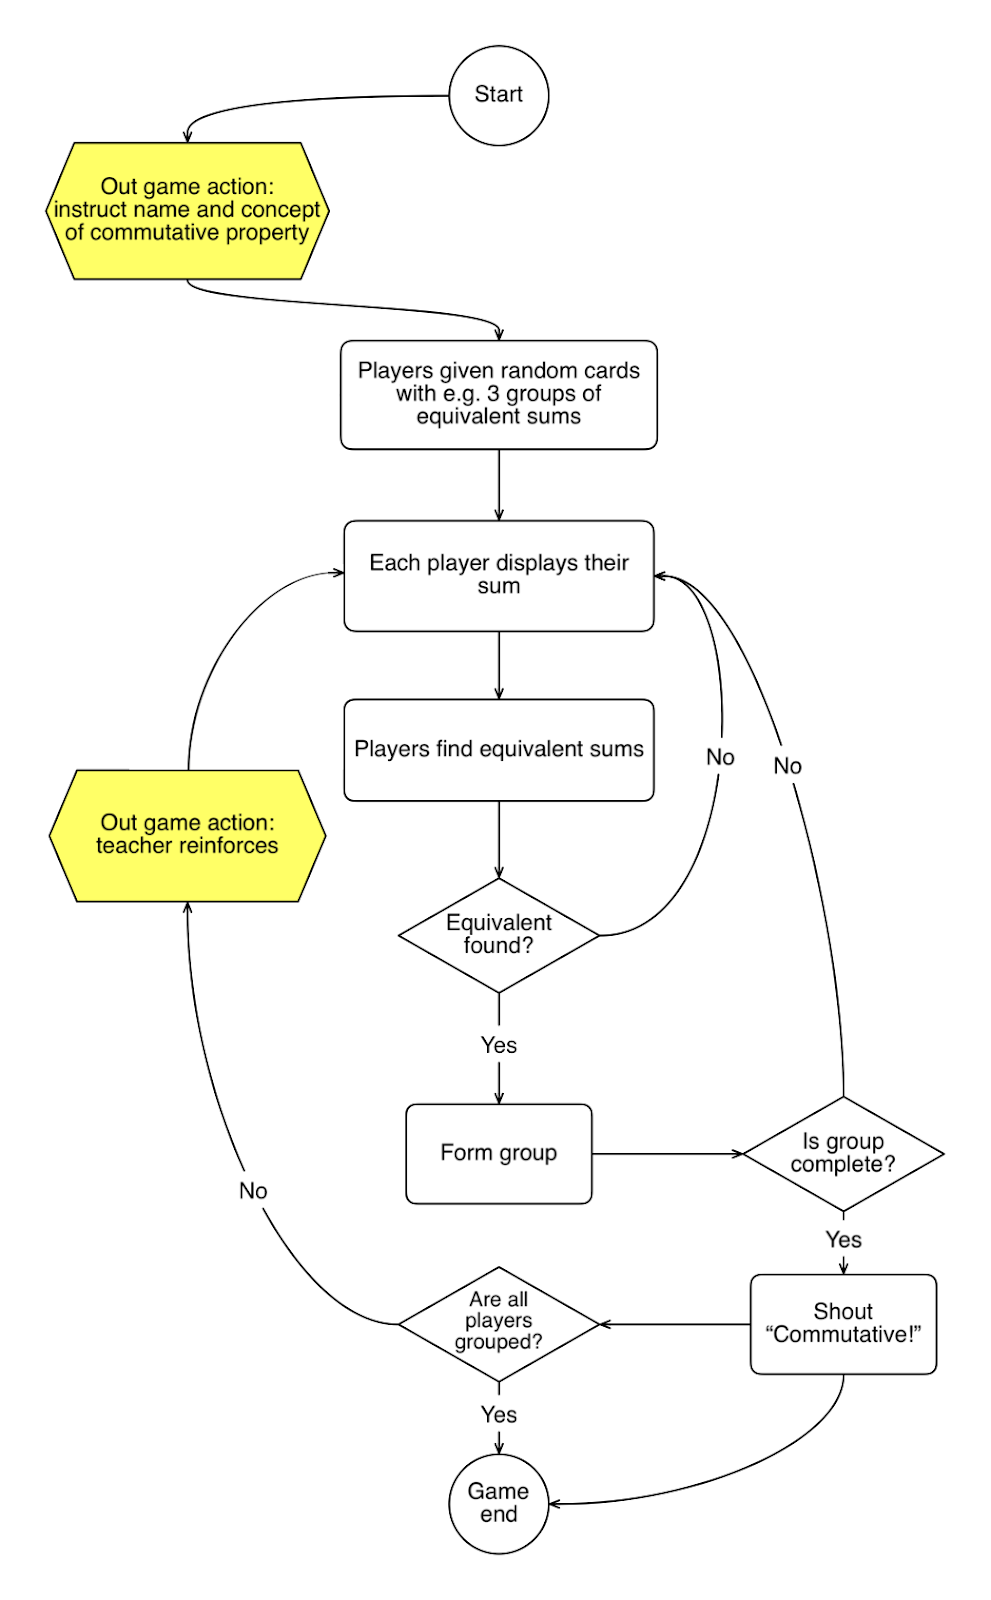 Start
Out game action:
instruct name and concept
of commutative property
Players given random cards
with e.g. 3 groups of
equivalent sums
Each player displays their
sum
Players find equivalent sums
No
No
Out game action:
teacher reinforces
Equivalent
found?
Yes
Form group
Is group
complete?
No
Yes
Are all
players
grouped?
Shout
“Commutative!”
Yes
Game
end